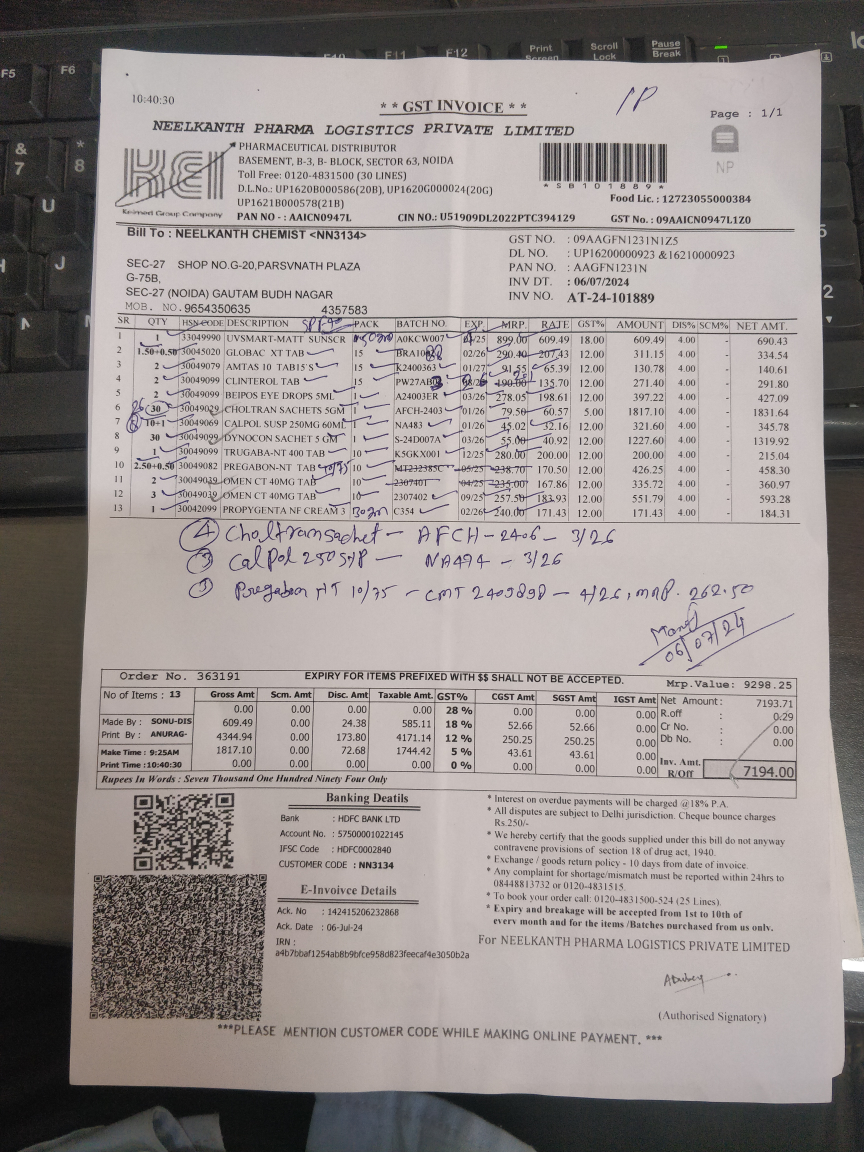 F5 F6 F10 F11 F12 Print Screen Scroll Lock Pause Break
& 7 * 8
U
J
10:40:30
* * GST INVOICE * *
1P
Page : 1/1
NEELKANTH PHARMA LOGISTICS PRIVATE LIMITED
KEI
Keimed Group Company
PHARMACEUTICAL DISTRIBUTOR
BASEMENT, B-3, B- BLOCK, SECTOR 63, NOIDA
Toll Free: 0120-4831500 (30 LINES)
D.L.No.: UP1620B000586(20B), UP1620G000024(20G)
UP1621B000578(21B)
PAN NO - : AAICN0947L CIN NO.: U51909DL2022PTC394129
NP
*SB101889*
Food Lic. : 12723055000384
GST No. : 09AAICN0947L1Z0
Bill To : NEELKANTH CHEMIST <NN3134>
SEC-27 SHOP NO.G-20,PARSVNATH PLAZA
G-75B,
SEC-27 (NOIDA) GAUTAM BUDH NAGAR
MOB. NO.9654350635 4357583
GST NO. : 09AAGFN1231N1Z5
DL NO. : UP16200000923 &16210000923
PAN NO. : AAGFN1231N
INV DT. : 06/07/2024
INV NO. AT-24-101889
SR QTY HSN CODE DESCRIPTION SPF50 PACK BATCH NO. EXP. MRP. RATE GST% AMOUNT DIS% SCM% NET AMT.
1 1 33049990 UVSMART-MATT SUNSCR 50gm A0KCW007 /25 899.00 609.49 18.00 609.49 4.00 - 690.43
2 1.50+0.50 30045020 GLOBAC XT TAB 15 02/26 290.40 207.43 12.00 311.15 4.00 - 334.54
3 2 30049079 AMTAS 10 TAB15'S 15 K2400363 01/27 91.55 65.39 12.00 130.78 4.00 - 140.61
4 2 30049099 CLINTEROL TAB 15 190.00 135.70 12.00 271.40 4.00 - 291.80
5 2 30049099 BEIPOS EYE DROPS 5ML 1 A24003ER 03/26 278.05 198.61 12.00 397.22 4.00 - 427.09
6 26 30 30049029 CHOLTRAN SACHETS 5GM 1 AFCH-2403 01/26 79.50 60.57 5.00 1817.10 4.00 - 1831.64
7 10+1 30049069 CALPOL SUSP 250MG 60ML 1 NA483 01/26 45.02 32.16 12.00 321.60 4.00 - 345.78
8 30 30049099 DYNOCON SACHET 5 GM 1 S-24D007A 03/26 55.00 40.92 12.00 1227.60 4.00 - 1319.92
9 1 30049099 TRUGABA-NT 400 TAB 10 K5GKX001 12/25 280.00 200.00 12.00 200.00 4.00 - 215.04
10 2.50+0.50 30049082 PREGABON-NT TAB 10/75 10 MT232385C 05/25 238.70 170.50 12.00 426.25 4.00 - 458.30
11 2 30049039 OMEN CT 40MG TAB 10 2307401 04/25 235.00 167.86 12.00 335.72 4.00 - 360.97
12 3 30049039 OMEN CT 40MG TAB 10 2307402 09/25 257.50 183.93 12.00 551.79 4.00 - 593.28
13 1 30042099 PROPYGENTA NF CREAM 3 30gm C354 02/26 240.00 171.43 12.00 171.43 4.00 - 184.31
4 Choltransachet - AFCH-2406 - 3/26
Calpol 250 SYP - NA494 - 3/26
Pregabon NT 10/75 - CMT 240989D - 4/26, MRP. 262.50
06/07/24
Order No. 363191 EXPIRY FOR ITEMS PREFIXED WITH $$ SHALL NOT BE ACCEPTED. Mrp.Value: 9298.25
No of Items : 13 Gross Amt Scm. Amt Disc. Amt Taxable Amt. GST% CGST Amt SGST Amt IGST Amt Net Amount: 7193.71
0.00 0.00 0.00 0.00 28 % 0.00 0.00 0.00 R.off : 0.29
Made By : SONU-DIS 609.49 0.00 24.38 585.11 18 % 52.66 52.66 0.00 Cr No. : 0.00
Print By : ANURAG- 4344.94 0.00 173.80 4171.14 12 % 250.25 250.25 0.00 Db No. : 0.00
Make Time : 9:25AM 1817.10 0.00 72.68 1744.42 5 % 43.61 43.61 0.00
Print Time :10:40:30 0.00 0.00 0.00 0.00 0 % 0.00 0.00 0.00 Inv. Amt. R/Off 7194.00
Rupees In Words : Seven Thousand One Hundred Ninety Four Only
Banking Deatils
Bank : HDFC BANK LTD
Account No. : 57500001022145
IFSC Code : HDFC0002840
CUSTOMER CODE : NN3134
E-Invoivce Details
Ack. No : 142415206232868
Ack. Date : 06-Jul-24
IRN :
a4b7bbaf1254ab8b9bfce958d823feecaf4e3050b2a
* Interest on overdue payments will be charged @18% P.A.
* All disputes are subject to Delhi jurisdiction. Cheque bounce charges
Rs.250/-
* We hereby certify that the goods supplied under this bill do not anyway
contravene provisions of section 18 of drug act, 1940.
* Exchange / goods return policy - 10 days from date of invoice.
* Any complaint for shortage/mismatch must be reported within 24hrs to
08448813732 or 0120-4831515.
* To book your order call: 0120-4831500-524 (25 Lines).
* Expiry and breakage will be accepted from 1st to 10th of
every month and for the items /Batches purchased from us only.
For NEELKANTH PHARMA LOGISTICS PRIVATE LIMITED
(Authorised Signatory)
***PLEASE MENTION CUSTOMER CODE WHILE MAKING ONLINE PAYMENT. ***